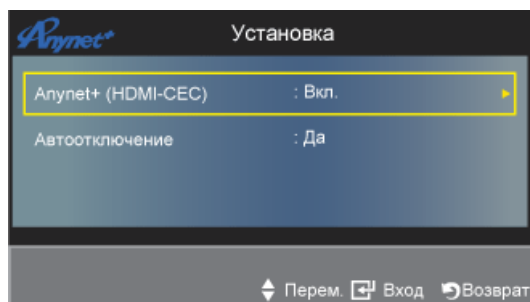 Anynet+ Установка
Anynet+ (HDMI-CEC) : Вкл.
Автоотключение : Да
Перем. Вход Возврат